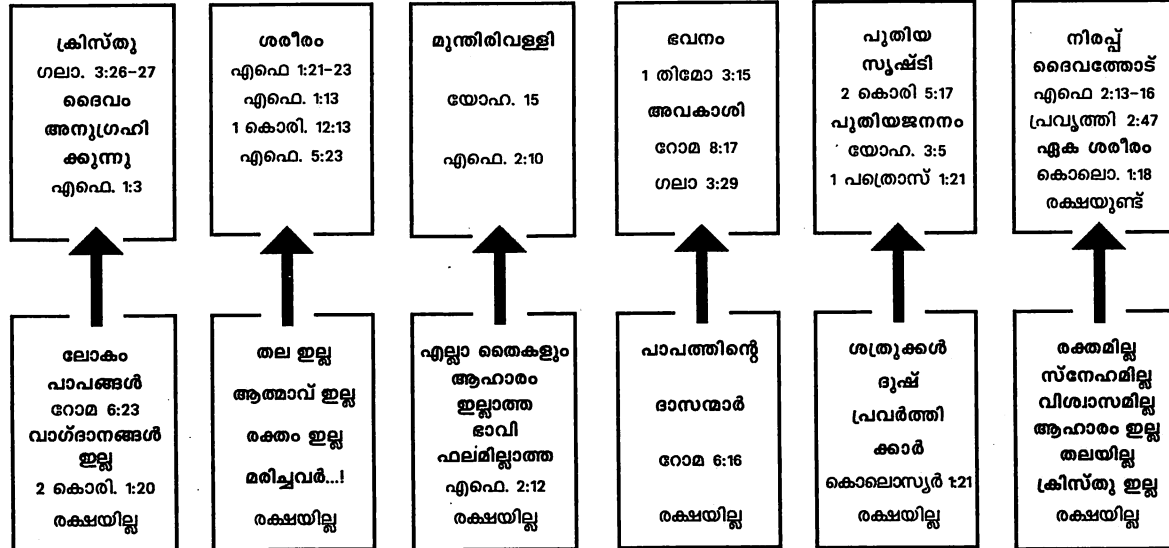 ക്രിസ്തു
ഗലാ. 3:26-27
ദൈവം
അനുഗ്രഹി
ക്കുന്നു
എഫെ. 1:3
ശരീരം
എഫെ 1:21-23
എഫെ. 1:13
1 കൊരി. 12:13
എഫെ. 5:23
മുന്തിരിവള്ളി
യോഹ. 15
എഫെ. 2:10
ഭവനം
1 തിമോ 3:15
അവകാശി
റോമ 8:17
ഗലാ 3:29
പുതിയ
സൃഷ്ടി
2 കൊരി 5:17
പുതിയജനനം
യോഹ. 3:5
1 പത്രൊസ് 1:21
നിരപ്പ്
ദൈവത്തോട്
എഫെ 2:13-16
പ്രവൃത്തി 2:47
ഏക ശരീരം
കൊലൊ. 1:18
രക്ഷയുണ്ട്
ലോകം
പാപങ്ങൾ
റോമ 6:23
വാഗ്ദാനങ്ങൾ
ഇല്ല
2 കൊരി. 1:20
രക്ഷയില്ല
തല ഇല്ല
ആത്മാവ് ഇല്ല
രക്തം ഇല്ല
മരിച്ചവർ...!
രക്ഷയില്ല
എല്ലാ തൈകളും
ആഹാരം
ഇല്ലാത്ത
ഭാവി
ഫലമില്ലാത്ത
എഫെ. 2:12
രക്ഷയില്ല
പാപത്തിന്റെ
ദാസന്മാർ
റോമ 6:16
രക്ഷയില്ല
ശത്രുക്കൾ
ദുഷ്
പ്രവർത്തി
ക്കാർ
കൊലൊസ്യർ 1:21
രക്ഷയില്ല
രക്തമില്ല
സ്നേഹമില്ല
വിശ്വാസമില്ല
ആഹാരം ഇല്ല
തലയില്ല
ക്രിസ്തു ഇല്ല
രക്ഷയില്ല